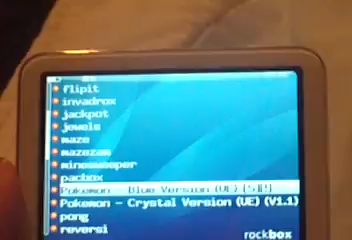 flipit
invadrox
jackpot
jewels
maze
mazezam
minesweeper
pacbox
Pokemon - Blue Version (UE) [S][!]
Pokemon - Crystal Version (UE) (V1.1)
pong
reversi
rockbox